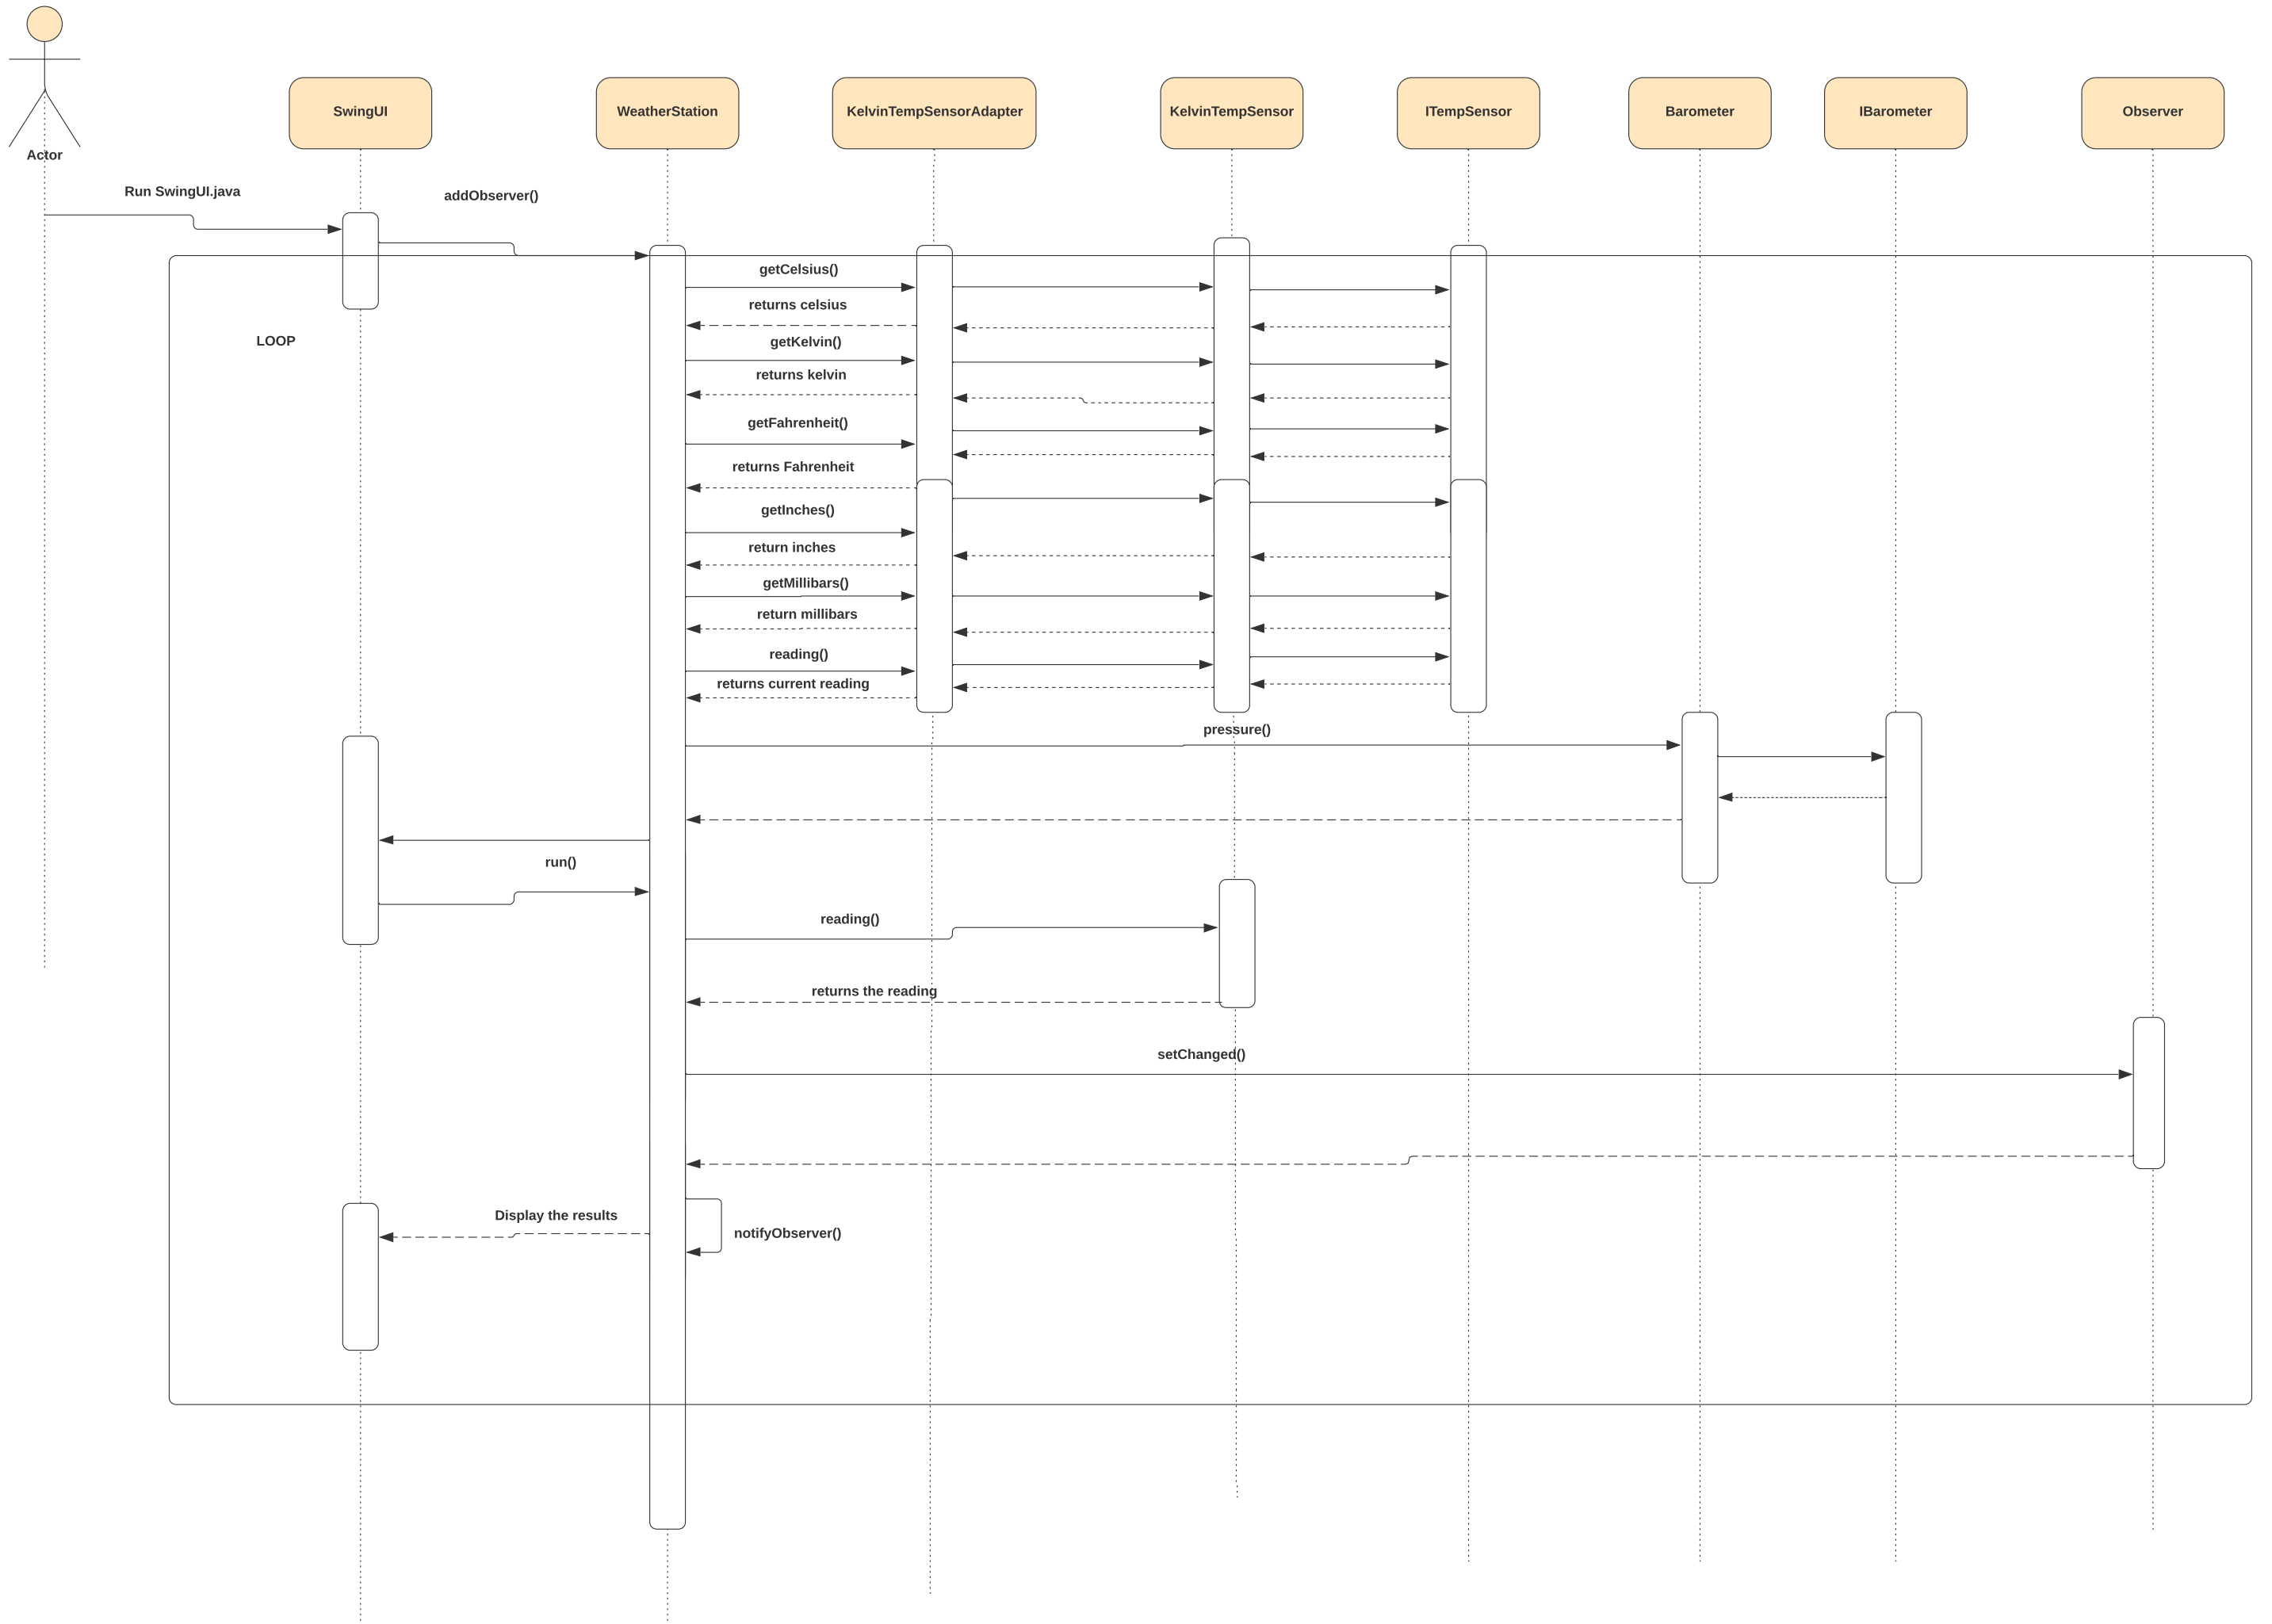 Actor
SwingUI
WeatherStation
KelvinTempSensorAdapter
KelvinTempSensor
ITempSensor
Barometer
IBarometer
Observer
Run SwingUI.java
addObserver()
getCelsius()
returns celsius
LOOP
getKelvin()
returns kelvin
getFahrenheit()
returns Fahrenheit
getInches()
return inches
getMillibars()
return millibars
reading()
returns current reading
pressure()
run()
reading()
returns the reading
setChanged()
Display the results
notifyObserver()